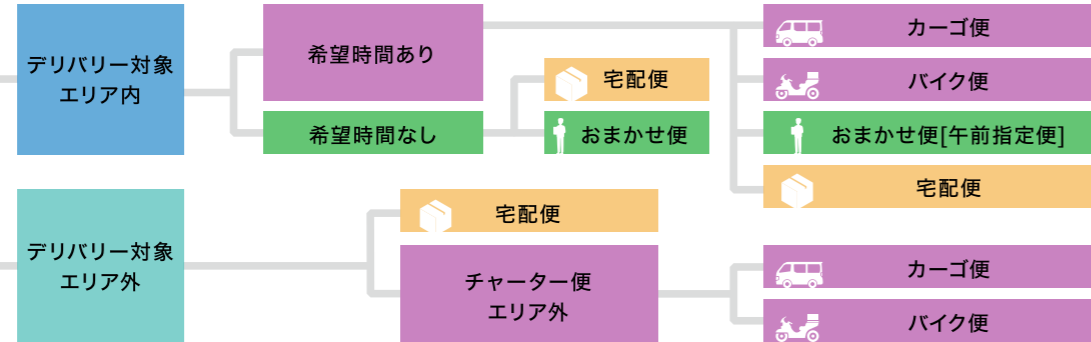 デリバリー対象
エリア内
希望時間あり
希望時間なし
宅配便
おまかせ便
カーゴ便
バイク便
おまかせ便[午前指定便]
宅配便
デリバリー対象
エリア外
宅配便
チャーター便
エリア外
カーゴ便
バイク便